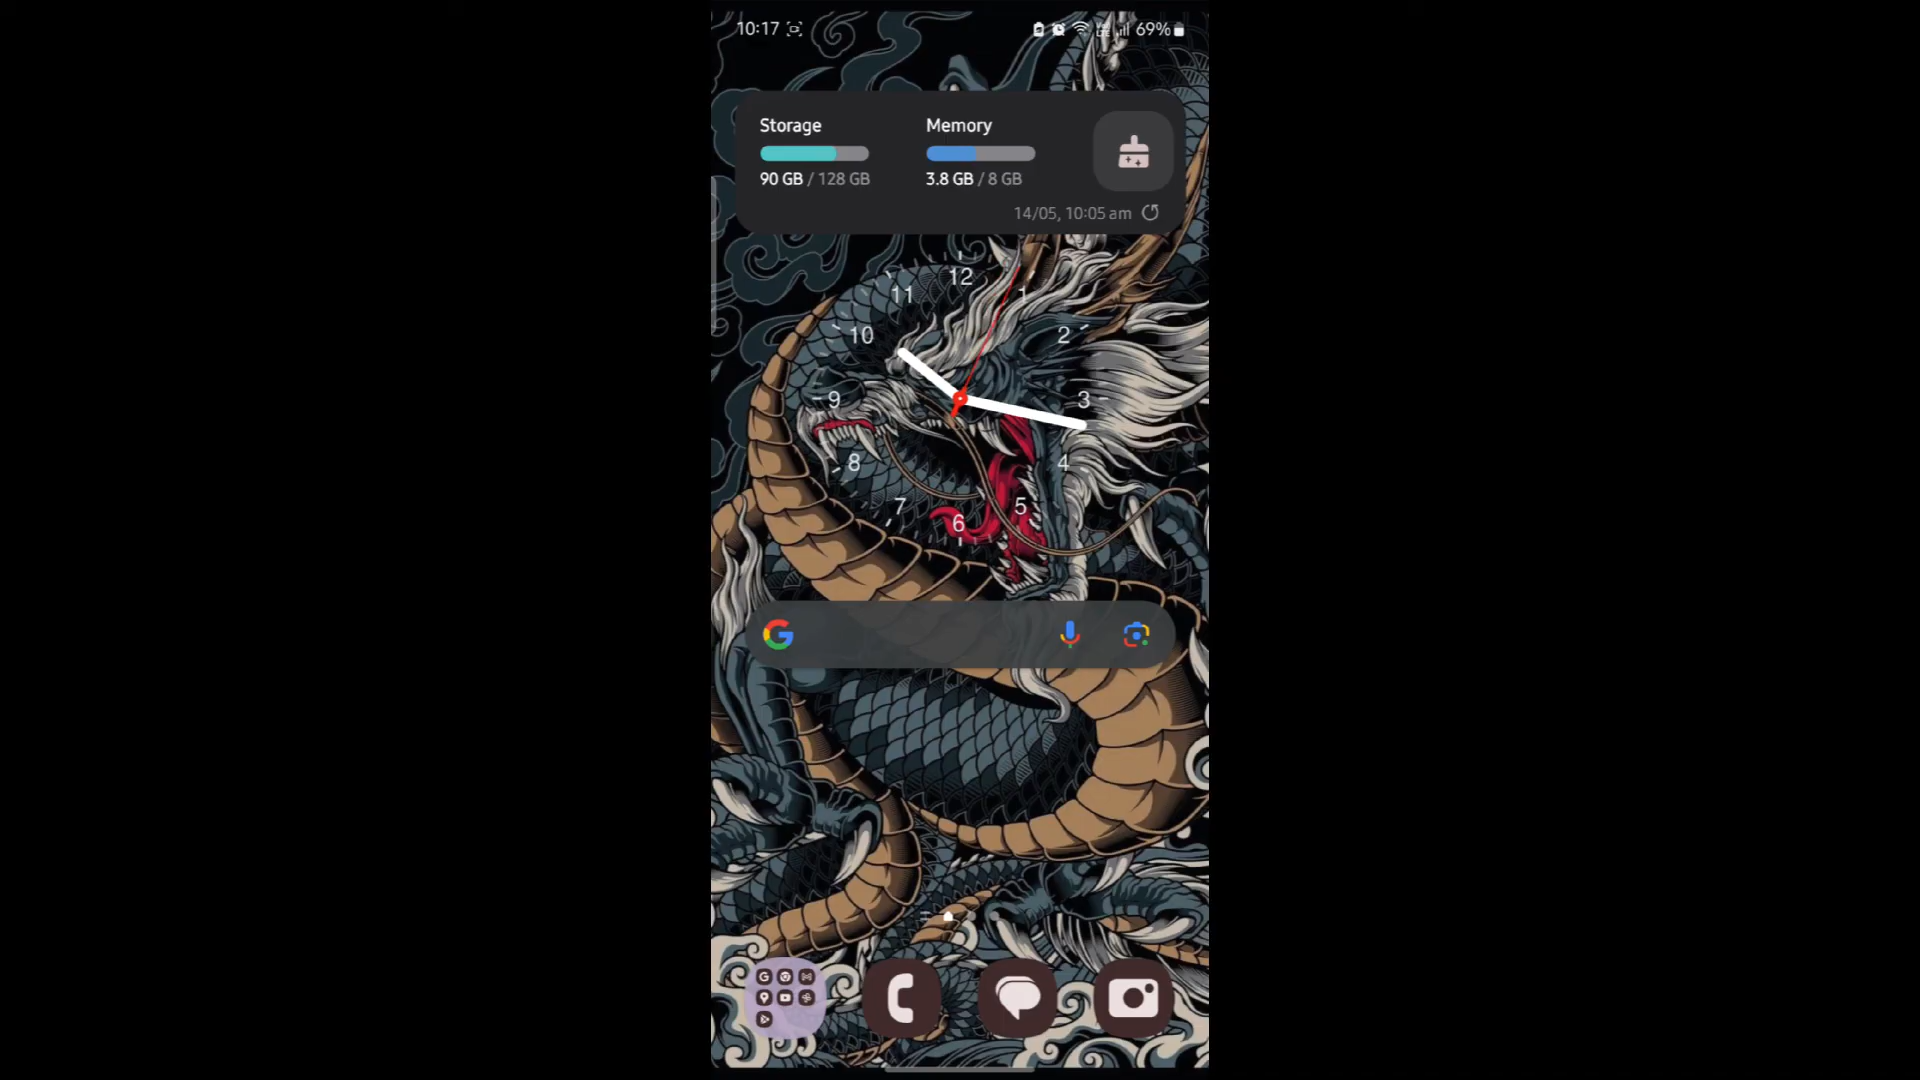 10:17 69%
Storage Memory
90 GB / 128 GB 3.8 GB / 8 GB
14/05, 10:05 am
12
11 1
10 2
9 3
8 4
7 5
6
G